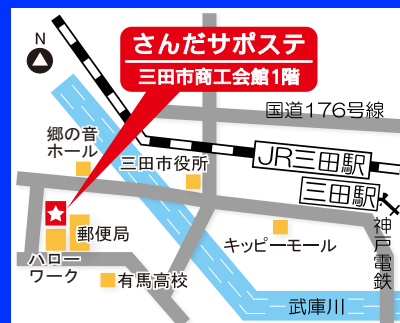 N
さんだサポステ
三田市商工会館1階
国道176号線
郷の音
ホール
三田市役所
JR三田駅
三田駅
神戸電鉄
郵便局
キッピーモール
ハロー
ワーク
有馬高校
武庫川